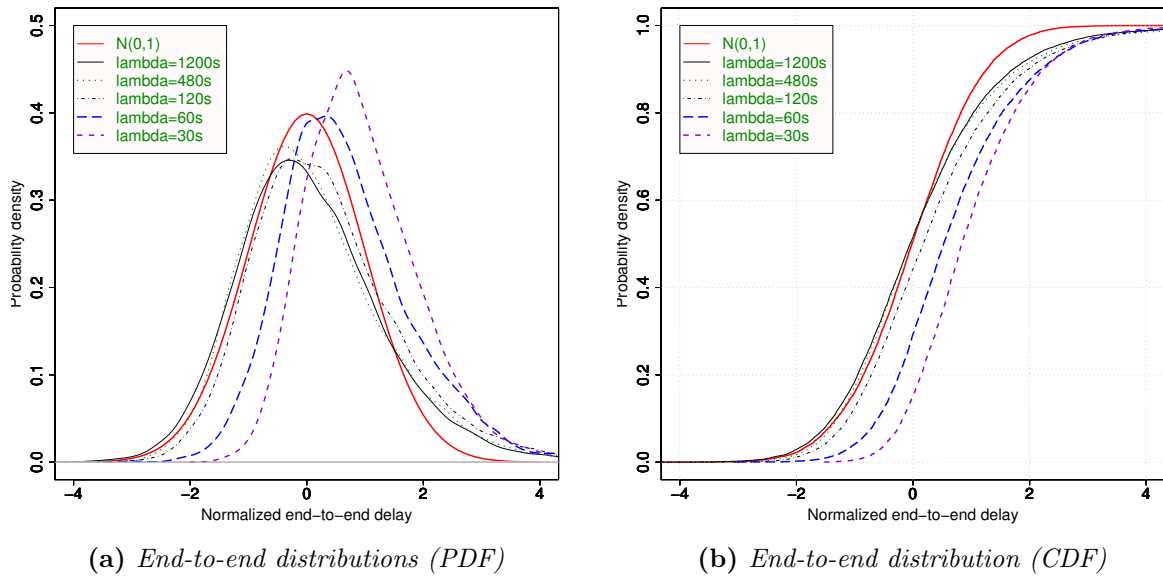 0.5
0.4
0.3
0.2
0.1
0.0
Probability density
N(0,1)
lambda=1200s
lambda=480s
lambda=120s
lambda=60s
lambda=30s
−4
−2
0
2
4
Normalized end−to−end delay
(a) End-to-end distributions (PDF)
1.0
0.8
0.6
0.4
0.2
0.0
Probability density
N(0,1)
lambda=1200s
lambda=480s
lambda=120s
lambda=60s
lambda=30s
−4
−2
0
2
4
Normalized end−to−end delay
(b) End-to-end distribution (CDF)